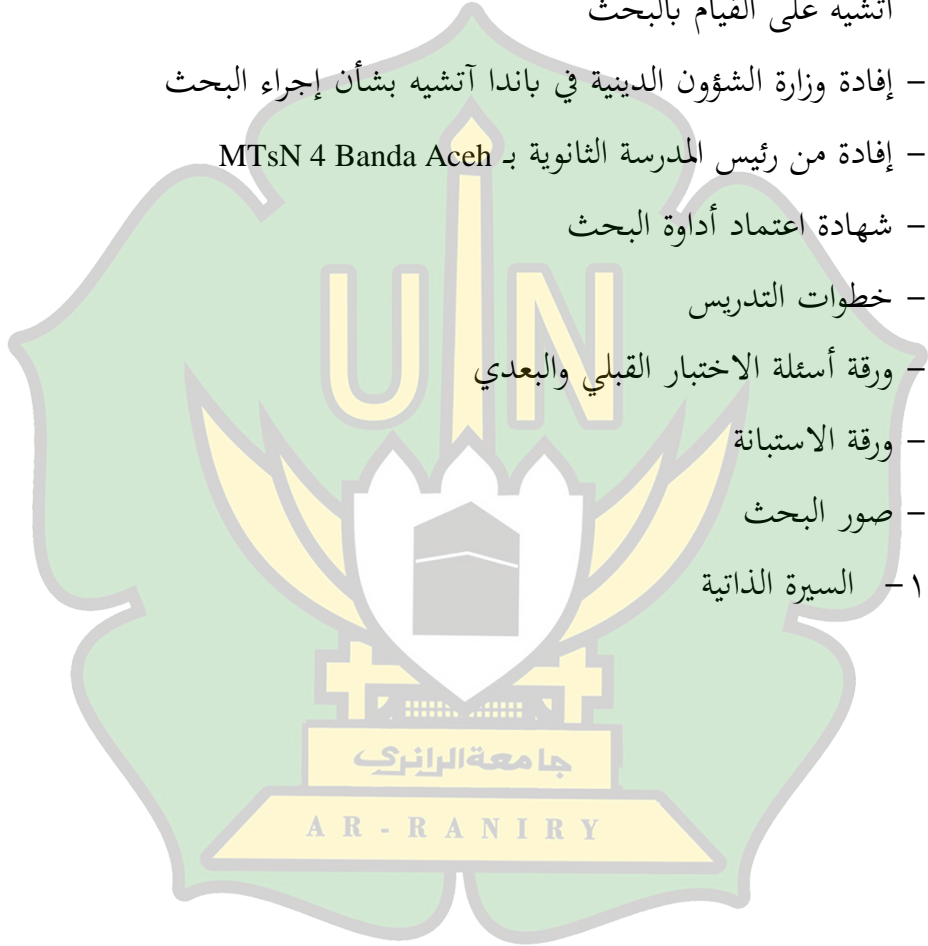 آتشيه على القيام بالبحث
– إفادة وزارة الشؤون الدينية في باندا آتشيه بشأن إجراء البحث
– إفادة من رئيس المدرسة الثانوية بـ MTsN 4 Banda Aceh
– شهادة اعتماد أداوة البحث
– خطوات التدريس
– ورقة أسئلة الاختبار القبلي والبعدي
– ورقة الاستبانة
– صور البحث
١– السيرة الذاتية
UIN
جامعة الرانري
AR-RANIRY